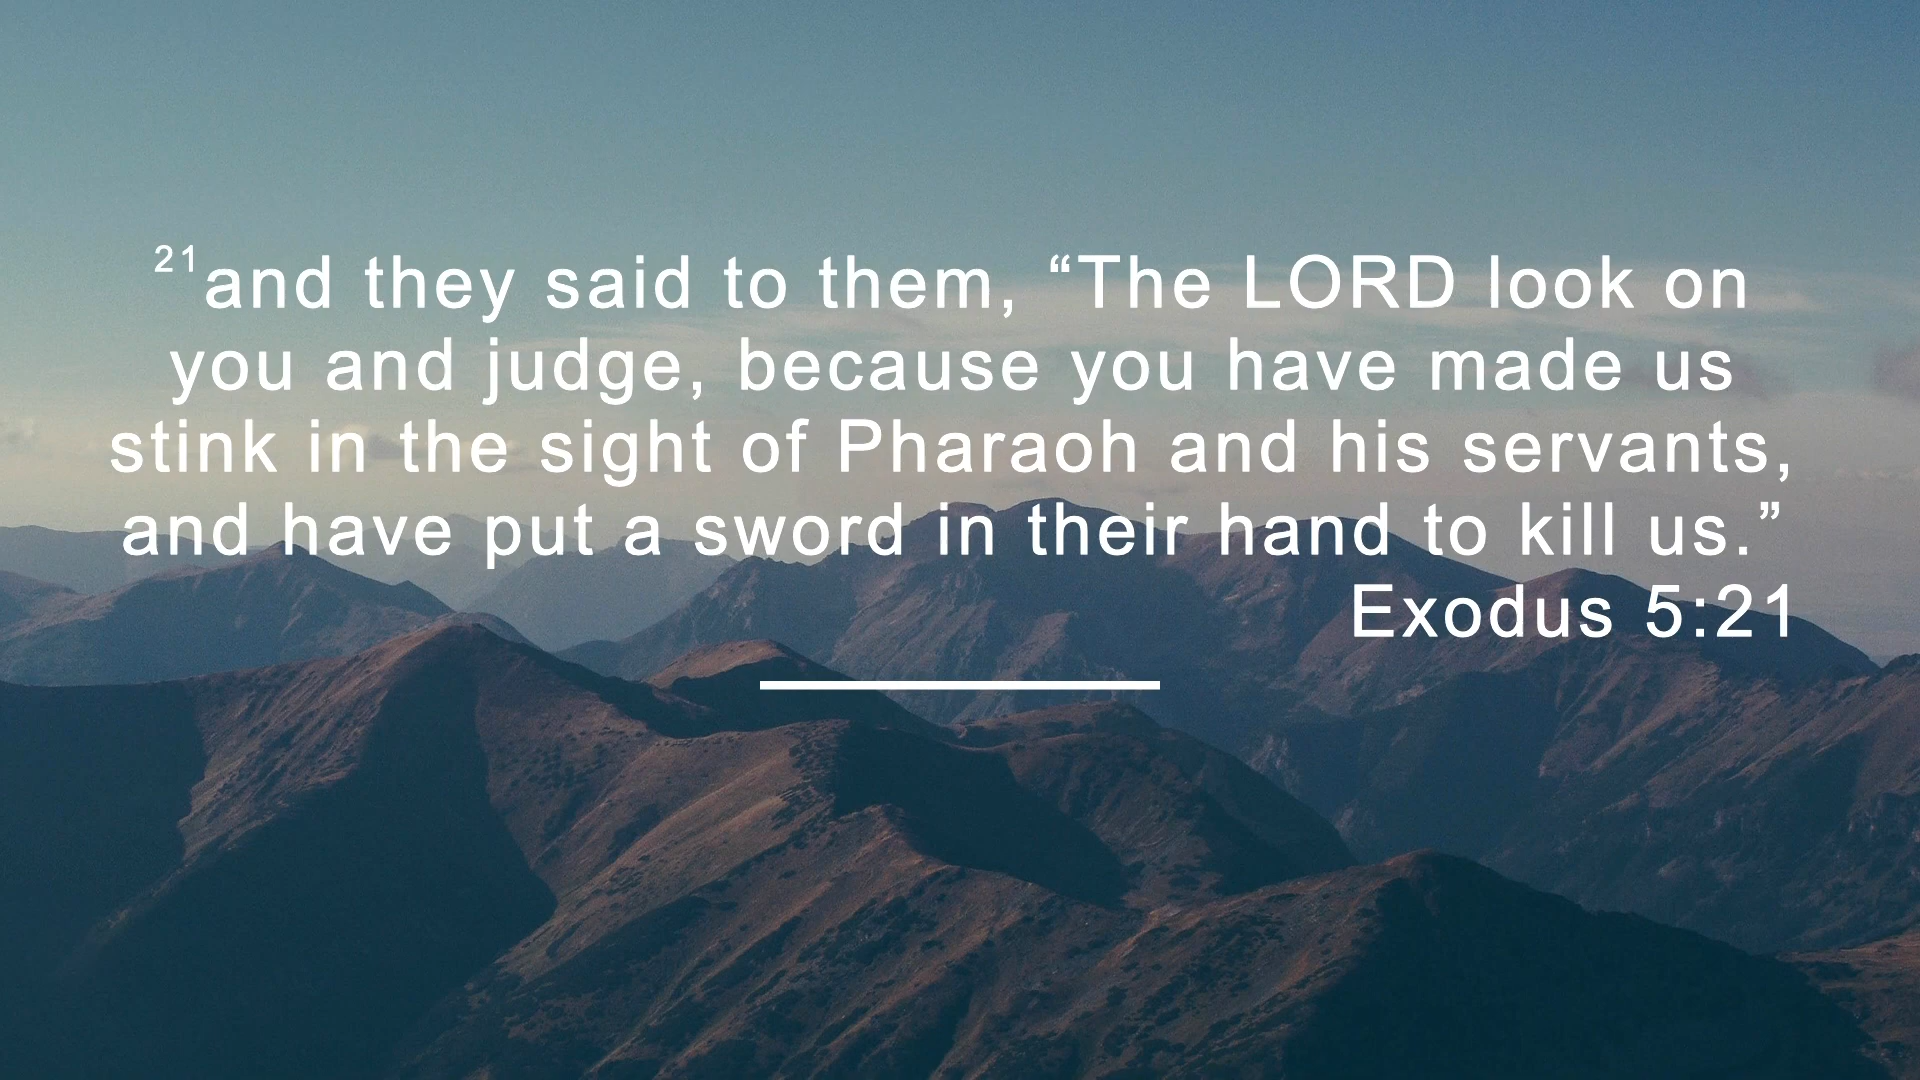 21and they said to them, “The LORD look on
you and judge, because you have made us
stink in the sight of Pharaoh and his servants,
and have put a sword in their hand to kill us.”
Exodus 5:21